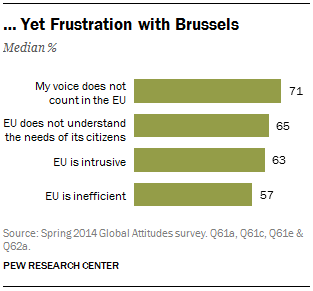 ... Yet Frustration with Brussels
Median %
My voice does not
count in the EU
71
EU does not understand
the needs of its citizens
65
EU is intrusive
63
EU is inefficient
57
Source: Spring 2014 Global Attitudes survey. Q61a, Q61c, Q61e &
Q62a.
PEW RESEARCH CENTER